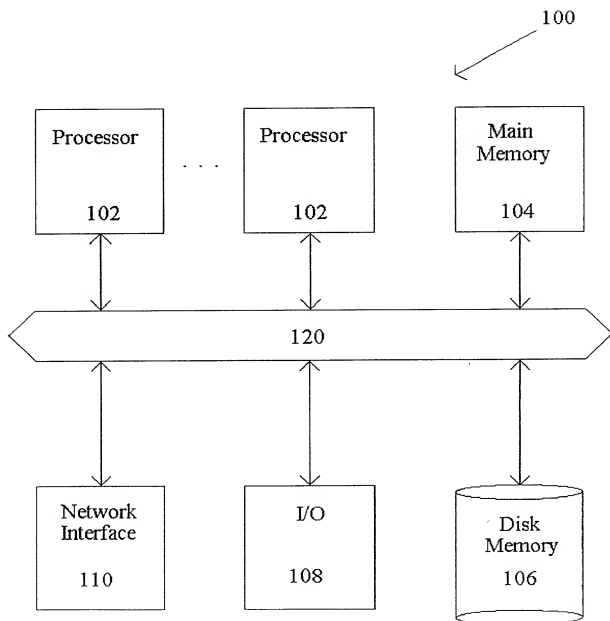 100
Processor
102
. . .
Processor
102
Main
Memory
104
120
Network
Interface
110
I/O
108
Disk
Memory
106